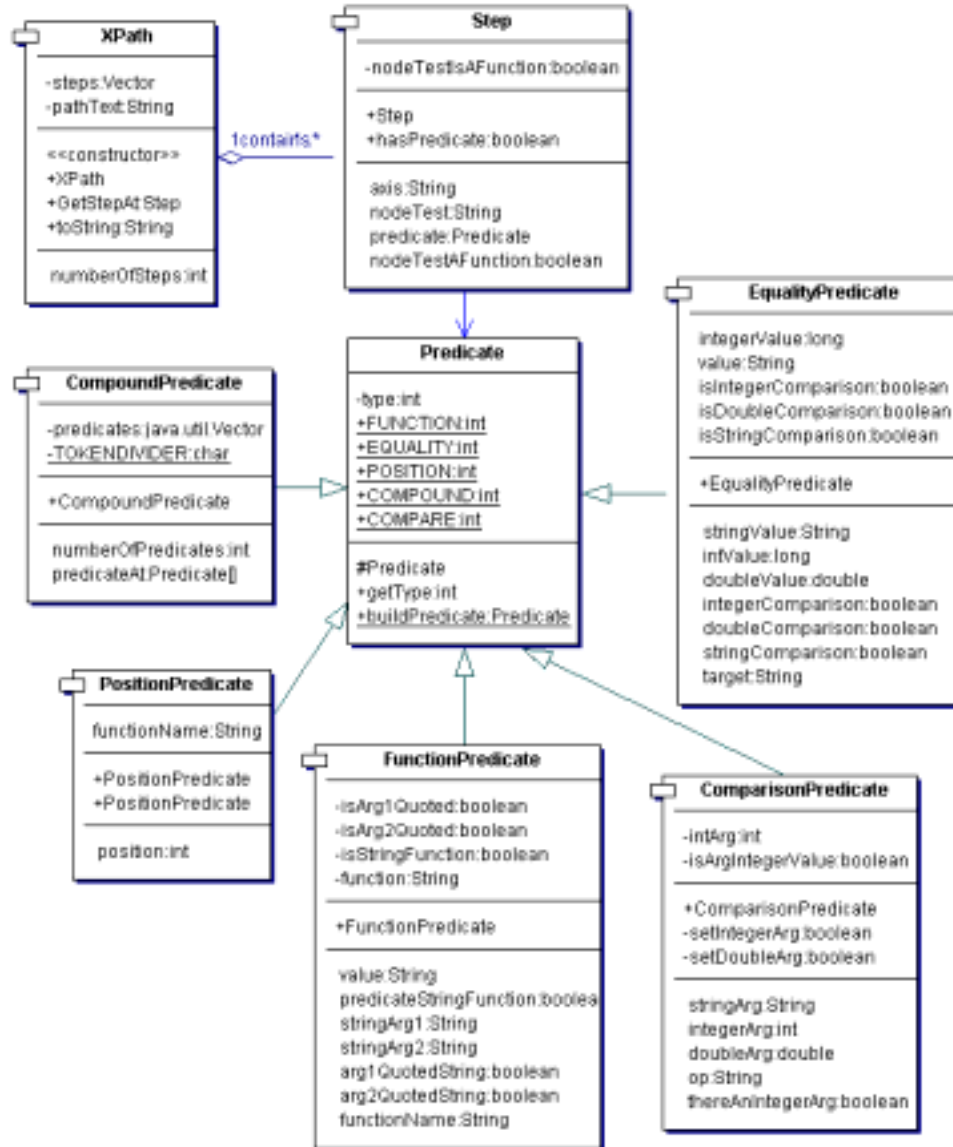 XPath
-steps:Vector
-pathText:String
<<constructor>>
+XPath
+GetStepAt:Step
+toString:String
numberOfSteps:int
Step
-nodeTestIsAFunction:boolean
+Step
+hasPredicate:boolean
axis:String
nodeTest:String
predicate:Predicate
nodeTestAFunction:boolean
EqualityPredicate
integerValue:long
value:String
isIntegerComparison:boolean
isDoubleComparison:boolean
isStringComparison:boolean
+EqualityPredicate
stringValue:String
intValue:long
doubleValue:double
integerComparison:boolean
doubleComparison:boolean
stringComparison:boolean
target:String
Predicate
-type:int
+FUNCTION:int
+EQUALITY:int
+POSITION:int
+COMPOUND:int
+COMPARE:int
#Predicate
+getType:int
+buildPredicate:Predicate
CompoundPredicate
-predicates:java.util.Vector
-TOKENDIVIDER:char
+CompoundPredicate
numberOfPredicates:int
predicateAt:Predicate[]
PositionPredicate
functionName:String
+PositionPredicate
+PositionPredicate
position:int
FunctionPredicate
-isArg1Quoted:boolean
-isArg2Quoted:boolean
-isStringFunction:boolean
-function:String
+FunctionPredicate
value:String
predicateStringFunction:boolea
stringArg1:String
stringArg2:String
arg1QuotedString:boolean
arg2QuotedString:boolean
functionName:String
ComparisonPredicate
-intArg:int
-isArgIntegerValue:boolean
+ComparisonPredicate
-setIntegerArg:boolean
-setDoubleArg:boolean
stringArg:String
integerArg:int
doubleArg:double
op:String
thereAnIntegerArg:boolean